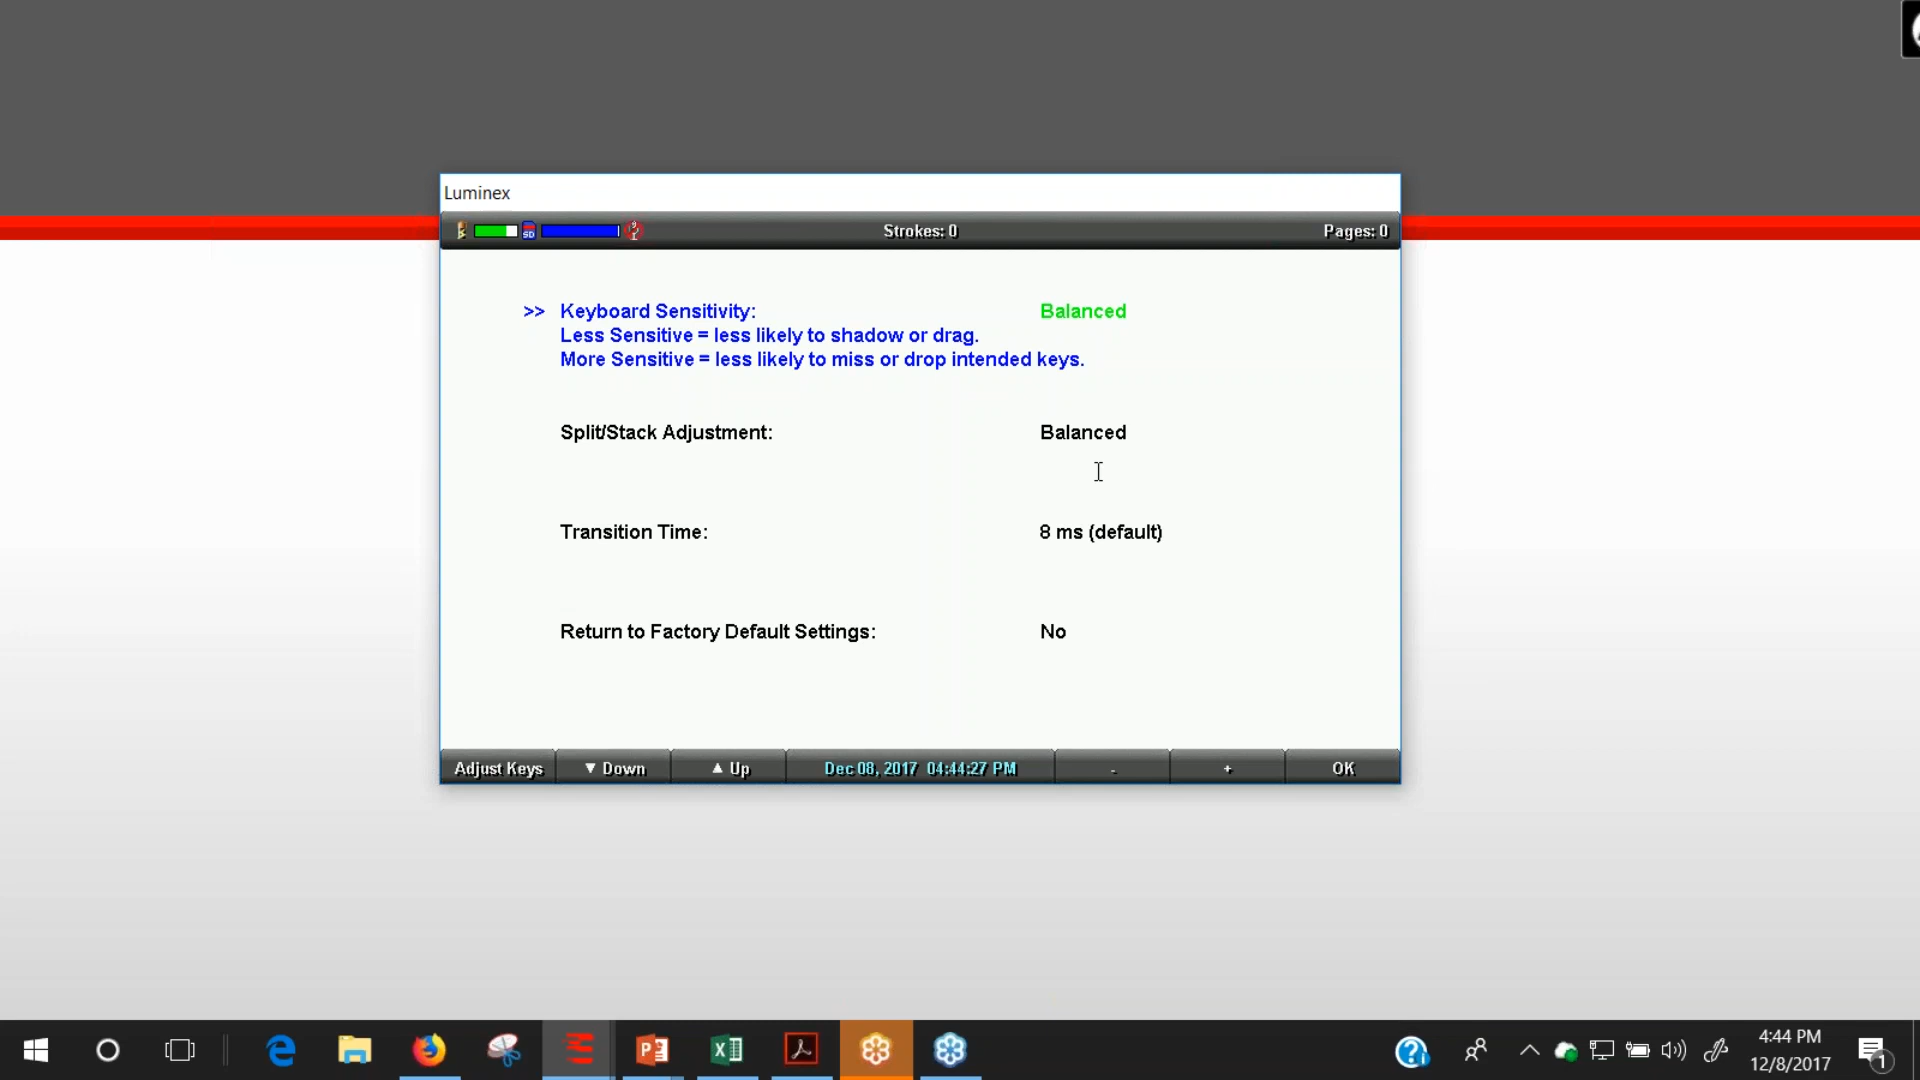 Luminex
Strokes: 0
Pages: 0
>> Keyboard Sensitivity: Balanced
Less Sensitive = less likely to shadow or drag.
More Sensitive = less likely to miss or drop intended keys.
Split/Stack Adjustment: Balanced
Transition Time: 8 ms (default)
Return to Factory Default Settings: No
Adjust Keys ▼ Down ▲ Up Dec 08, 2017 04:44:27 PM - + OK
4:44 PM
12/8/2017
1